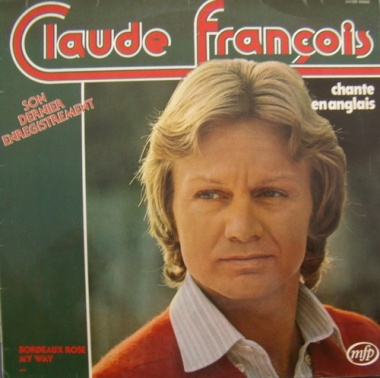 Claude François
chante
en anglais
SON
DERNIER
ENREGISTREMENT
BORDEAUX ROSE
MY WAY
mfp